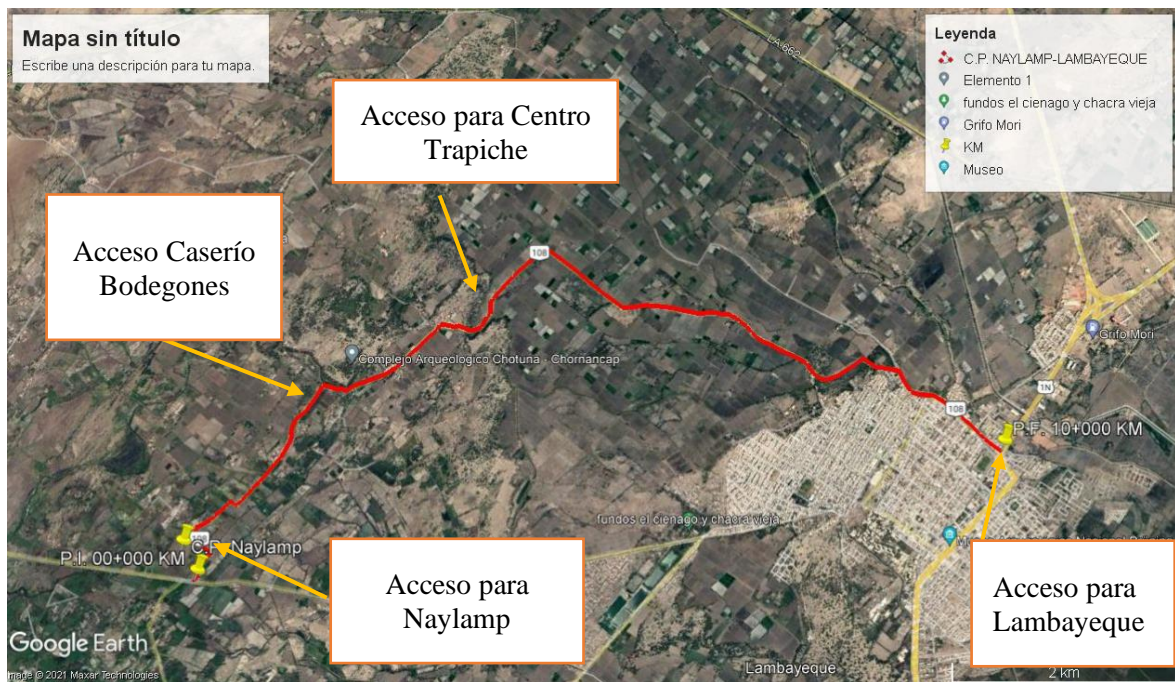 Mapa sin título
Escribe una descripción para tu mapa.
Leyenda
C.P. NAYLAMP-LAMBAYEQUE
Elemento 1
fundos el cienago y chacra vieja
Grifo Mori
KM
Museo
LA-662
Acceso para Centro
Trapiche
Acceso Caserío
Bodegones
108
Complejo Arqueologico Chotuna - Chornancap
Grifo Mori
1N
108
P.F. 10+000 KM
fundos el cienago y chacra vieja
C.P. Naylamp
P.I. 00+000 KM
Acceso para
Naylamp
Acceso para
Lambayeque
Google Earth
Image © 2021 Maxar Technologies
Lambayeque
2 km